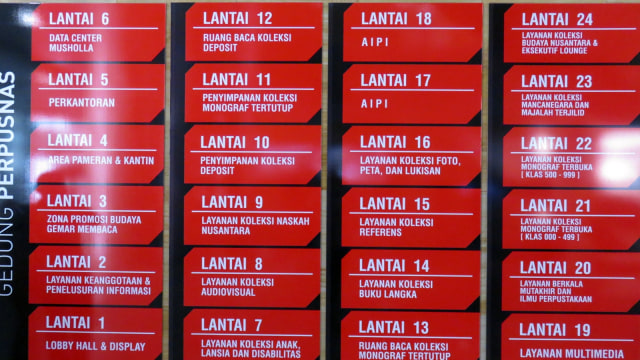 GEDUNG PERPUSNAS
LANTAI 6
DATA CENTER
MUSHOLLA
LANTAI 5
PERKANTORAN
LANTAI 4
AREA PAMERAN & KANTIN
LANTAI 3
ZONA PROMOSI BUDAYA
GEMAR MEMBACA
LANTAI 2
LAYANAN KEANGGOTAAN &
PENELUSURAN INFORMASI
LANTAI 1
LOBBY HALL & DISPLAY
LANTAI 12
RUANG BACA KOLEKSI
DEPOSIT
LANTAI 11
PENYIMPANAN KOLEKSI
MONOGRAF TERTUTUP
LANTAI 10
PENYIMPANAN KOLEKSI
DEPOSIT
LANTAI 9
LAYANAN KOLEKSI NASKAH
NUSANTARA
LANTAI 8
LAYANAN KOLEKSI
AUDIOVISUAL
LANTAI 7
LAYANAN KOLEKSI ANAK,
LANSIA DAN DISABILITAS
LANTAI 18
A I P I
LANTAI 17
A I P I
LANTAI 16
LAYANAN KOLEKSI FOTO,
PETA, DAN LUKISAN
LANTAI 15
LAYANAN KOLEKSI
REFERENS
LANTAI 14
LAYANAN KOLEKSI
BUKU LANGKA
LANTAI 13
RUANG BACA KOLEKSI
MONOGRAF TERTUTUP
LANTAI 24
LAYANAN KOLEKSI
BUDAYA NUSANTARA &
EKSEKUTIF LOUNGE
LANTAI 23
LAYANAN KOLEKSI
MANCANEGARA DAN
MAJALAH TERJILID
LANTAI 22
LAYANAN KOLEKSI
MONOGRAF TERBUKA
[ KLAS 500 - 999 ]
LANTAI 21
LAYANAN KOLEKSI
MONOGRAF TERBUKA
[ KLAS 000 - 499 ]
LANTAI 20
LAYANAN BERKALA
MUTAKHIR DAN
ILMU PERPUSTAKAAN
LANTAI 19
LAYANAN MULTIMEDIA